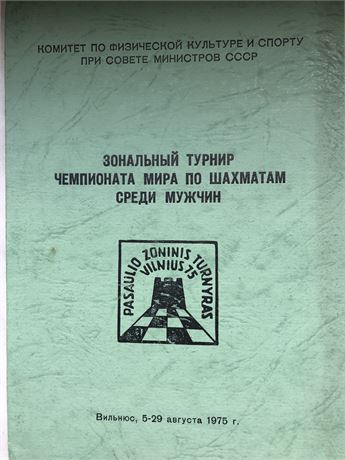 КОМИТЕТ ПО ФИЗИЧЕСКОЙ КУЛЬТУРЕ И СПОРТУ
ПРИ СОВЕТЕ МИНИСТРОВ СССР
ЗОНАЛЬНЫЙ ТУРНИР
ЧЕМПИОНАТА МИРА ПО ШАХМАТАМ
СРЕДИ МУЖЧИН
PASAULIO ZONINIS TURNYRAS
VILNIUS 75
Вильнюс, 5-29 августа 1975 г.